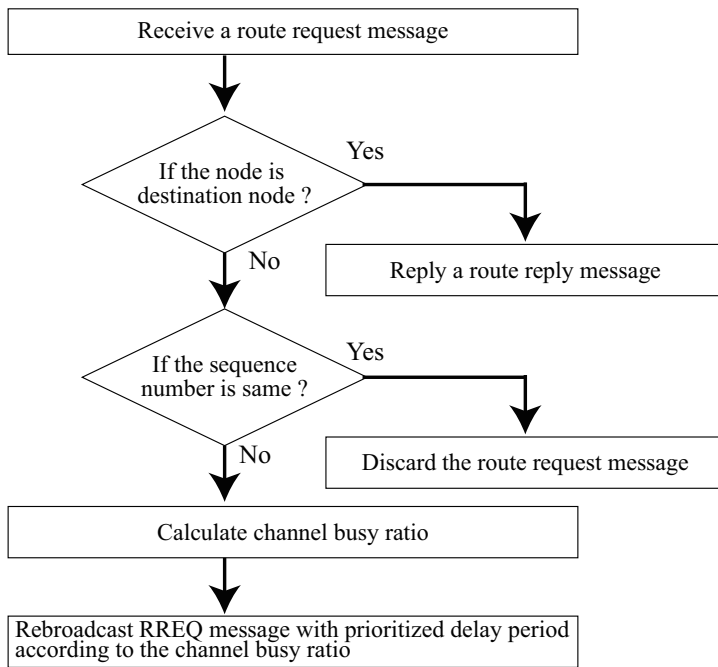 Receive a route request message
If the node is
destination node ?
Yes
No
Reply a route reply message
If the sequence
number is same ?
Yes
No
Discard the route request message
Calculate channel busy ratio
Rebroadcast RREQ message with prioritized delay period
according to the channel busy ratio